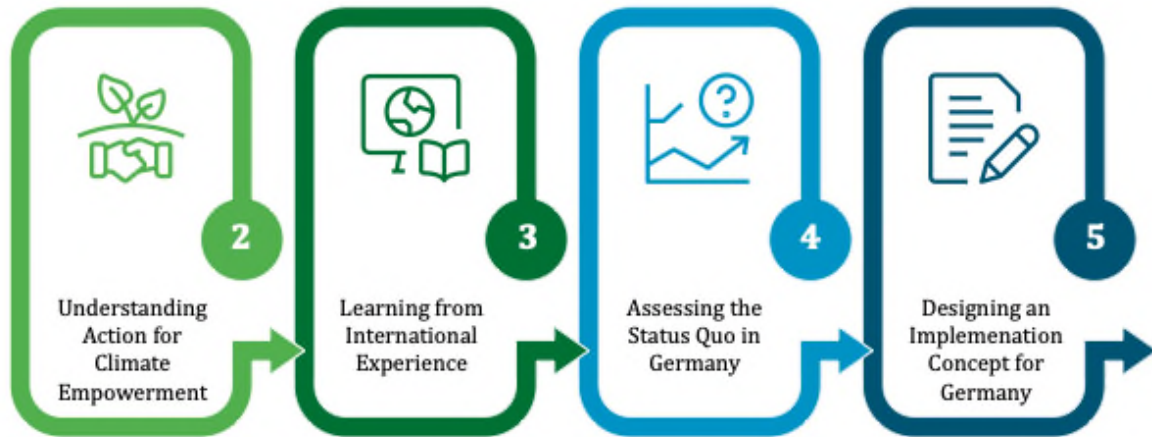 2
Understanding
Action for
Climate
Empowerment
3
Learning from
International
Experience
?
4
Assessing the
Status Quo in
Germany
5
Designing an
Implemenation
Concept for
Germany